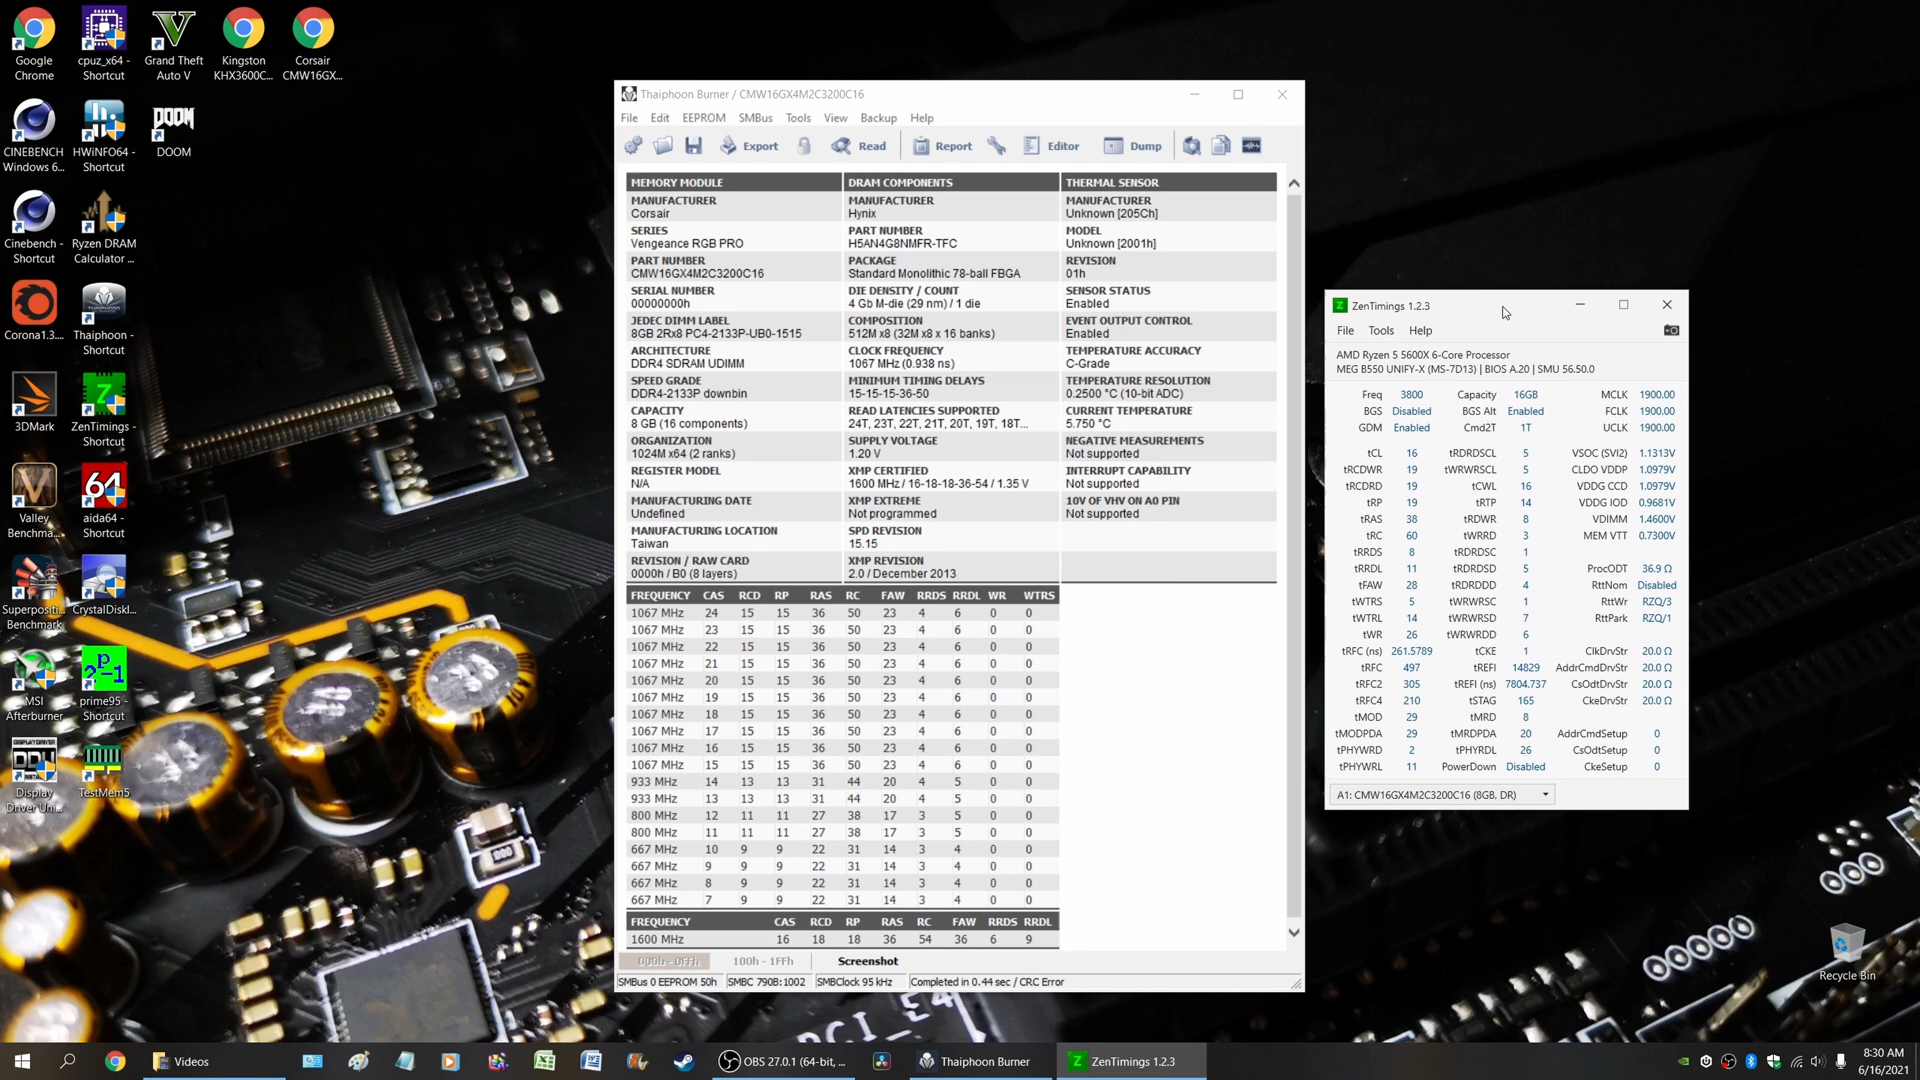 Google Chrome
cpuz_x64 - Shortcut
Grand Theft Auto V
Kingston KHX3600C...
Corsair CMW16GX...
CINEBENCH Windows 6...
HWiNFO64 - Shortcut
DOOM
DOOM
Cinebench - Shortcut
Ryzen DRAM Calculator ...
Corona1.3....
Thaiphoon - Shortcut
3DMark
ZenTimings - Shortcut
64
Valley Benchma...
aida64 - Shortcut
Superpositi... Benchmark
CrystalDiskI...
MSI Afterburner
prime95 - Shortcut
Display Driver Uni...
TestMem5
Recycle Bin
Thaiphoon Burner / CMW16GX4M2C3200C16
File Edit EEPROM SMBus Tools View Backup Help
Export Read Report Editor Dump
MEMORY MODULE DRAM COMPONENTS THERMAL SENSOR
MANUFACTURER MANUFACTURER MANUFACTURER
Corsair Hynix Unknown [205Ch]
SERIES PART NUMBER MODEL
Vengeance RGB PRO H5AN4G8NMFR-TFC Unknown [2001h]
PART NUMBER PACKAGE REVISION
CMW16GX4M2C3200C16 Standard Monolithic 78-ball FBGA 01h
SERIAL NUMBER DIE DENSITY / COUNT SENSOR STATUS
00000000h 4 Gb M-die (29 nm) / 1 die Enabled
JEDEC DIMM LABEL COMPOSITION EVENT OUTPUT CONTROL
8GB 2Rx8 PC4-2133P-UB0-1515 512M x8 (32M x8 x 16 banks) Enabled
ARCHITECTURE CLOCK FREQUENCY TEMPERATURE ACCURACY
DDR4 SDRAM UDIMM 1067 MHz (0.938 ns) C-Grade
SPEED GRADE MINIMUM TIMING DELAYS TEMPERATURE RESOLUTION
DDR4-2133P downbin 15-15-15-36-50 0.2500 °C (10-bit ADC)
CAPACITY READ LATENCIES SUPPORTED CURRENT TEMPERATURE
8 GB (16 components) 24T, 23T, 22T, 21T, 20T, 19T, 18T... 5.750 °C
ORGANIZATION SUPPLY VOLTAGE NEGATIVE MEASUREMENTS
1024M x64 (2 ranks) 1.20 V Not supported
REGISTER MODEL XMP CERTIFIED INTERRUPT CAPABILITY
N/A 1600 MHz / 16-18-18-36-54 / 1.35 V Not supported
MANUFACTURING DATE XMP EXTREME 10V OF VHV ON A0 PIN
Undefined Not programmed Not supported
MANUFACTURING LOCATION SPD REVISION
Taiwan 15.15
REVISION / RAW CARD XMP REVISION
0000h / B0 (8 layers) 2.0 / December 2013
FREQUENCY CAS RCD RP RAS RC FAW RRDS RRDL WR WTRS
1067 MHz 24 15 15 36 50 23 4 6 0 0
1067 MHz 23 15 15 36 50 23 4 6 0 0
1067 MHz 22 15 15 36 50 23 4 6 0 0
1067 MHz 21 15 15 36 50 23 4 6 0 0
1067 MHz 20 15 15 36 50 23 4 6 0 0
1067 MHz 19 15 15 36 50 23 4 6 0 0
1067 MHz 18 15 15 36 50 23 4 6 0 0
1067 MHz 17 15 15 36 50 23 4 6 0 0
1067 MHz 16 15 15 36 50 23 4 6 0 0
1067 MHz 15 15 15 36 50 23 4 6 0 0
933 MHz 14 13 13 31 44 20 4 5 0 0
933 MHz 13 13 13 31 44 20 4 5 0 0
800 MHz 12 11 11 27 38 17 3 5 0 0
800 MHz 11 11 11 27 38 17 3 5 0 0
667 MHz 10 9 9 22 31 14 3 4 0 0
667 MHz 9 9 9 22 31 14 3 4 0 0
667 MHz 8 9 9 22 31 14 3 4 0 0
667 MHz 7 9 9 22 31 14 3 4 0 0
FREQUENCY CAS RCD RP RAS RC FAW RRDS RRDL
1600 MHz 16 18 18 36 54 36 6 9
000h - 0FFh 100h - 1FFh Screenshot
SMBus 0 EEPROM 50h SMBC 790B:1002 SMBClock 95 kHz Completed in 0.44 sec / CRC Error
ZenTimings 1.2.3
File Tools Help
AMD Ryzen 5 5600X 6-Core Processor
MEG B550 UNIFY-X (MS-7D13) | BIOS A.20 | SMU 56.50.0
Freq 3800 Capacity 16GB MCLK 1900.00
BGS Disabled BGS Alt Enabled FCLK 1900.00
GDM Enabled Cmd2T 1T UCLK 1900.00
tCL 16 tRDRDSCL 5 VSOC (SVI2) 1.1313V
tRCDWR 19 tWRWRSCL 5 CLDO VDDP 1.0979V
tRCDRD 19 tCWL 16 VDDG CCD 1.0979V
tRP 19 tRTP 14 VDDG IOD 0.9681V
tRAS 38 tRDWR 8 VDIMM 1.4600V
tRC 60 tWRRD 3 MEM VTT 0.7300V
tRRDS 8 tRDRDSC 1
tRRDL 11 tRDRDSD 5 ProcODT 36.9 Ω
tFAW 28 tRDRDDD 4 RttNom Disabled
tWTRS 5 tWRWRSC 1 RttWr RZQ/3
tWTRL 14 tWRWRSD 7 RttPark RZQ/1
tWR 26 tWRWRDD 6
tRFC (ns) 261.5789 tCKE 1 ClkDrvStr 20.0 Ω
tRFC 497 tREFI 14829 AddrCmdDrvStr 20.0 Ω
tRFC2 305 tREFI (ns) 7804.737 CsOdtDrvStr 20.0 Ω
tRFC4 210 tSTAG 165 CkeDrvStr 20.0 Ω
tMOD 29 tMRD 8
tMODPDA 29 tMRDPDA 20 AddrCmdSetup 0
tPHYWRD 2 tPHYRDL 26 CsOdtSetup 0
tPHYWRL 11 PowerDown Disabled CkeSetup 0
A1: CMW16GX4M2C3200C16 (8GB, DR)
Videos OBS 27.0.1 (64-bit, ... Thaiphoon Burner ZenTimings 1.2.3
8:30 AM
6/16/2021